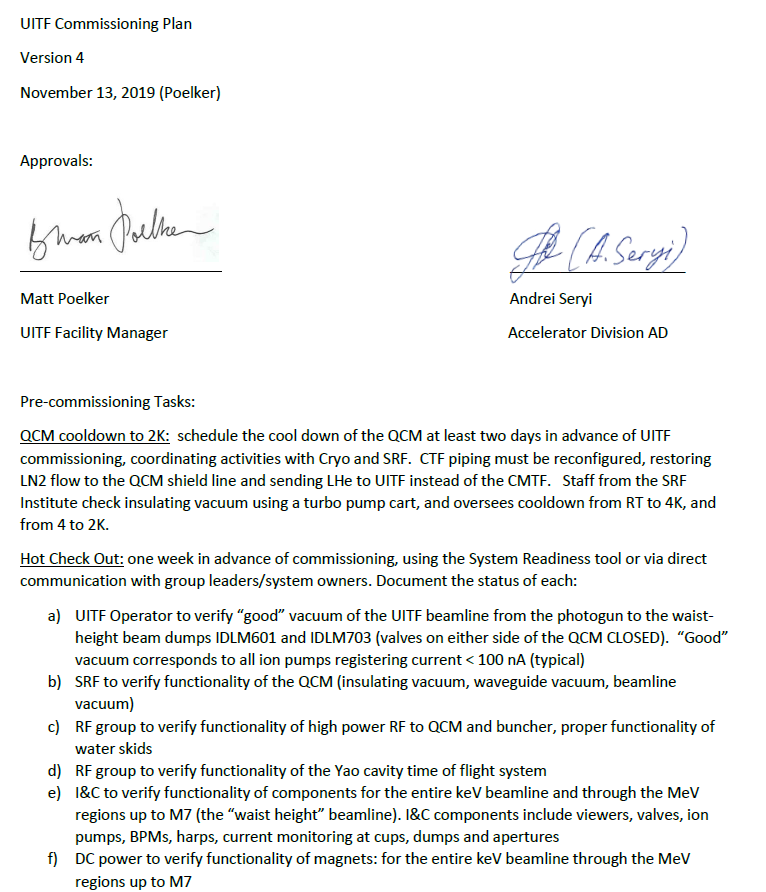 UITF Commissioning Plan
Version 4
November 13, 2019 (Poelker)
Approvals:
Poelker
(A. Seryi)
Matt Poelker
Andrei Seryi
UITF Facility Manager
Accelerator Division AD
Pre-commissioning Tasks:
QCM cooldown to 2K:  schedule the cool down of the QCM at least two days in advance of UITF
commissioning, coordinating activities with Cryo and SRF.  CTF piping must be reconfigured, restoring
LN2 flow to the QCM shield line and sending LHe to UITF instead of the CMTF.   Staff from the SRF
Institute check insulating vacuum using a turbo pump cart, and oversees cooldown from RT to 4K, and
from 4 to 2K.
Hot Check Out: one week in advance of commissioning, using the System Readiness tool or via direct
communication with group leaders/system owners. Document the status of each:
a) UITF Operator to verify “good” vacuum of the UITF beamline from the photogun to the waist-
height beam dumps IDLM601 and IDLM703 (valves on either side of the QCM CLOSED).  “Good”
vacuum corresponds to all ion pumps registering current < 100 nA (typical)
b) SRF to verify functionality of the QCM (insulating vacuum, waveguide vacuum, beamline
vacuum)
c) RF group to verify functionality of high power RF to QCM and buncher, proper functionality of
water skids
d) RF group to verify functionality of the Yao cavity time of flight system
e) I&C to verify functionality of components for the entire keV beamline and through the MeV
regions up to M7 (the “waist height” beamline). I&C components include viewers, valves, ion
pumps, BPMs, harps, current monitoring at cups, dumps and apertures
f) DC power to verify functionality of magnets: for the entire keV beamline through the MeV
regions up to M7